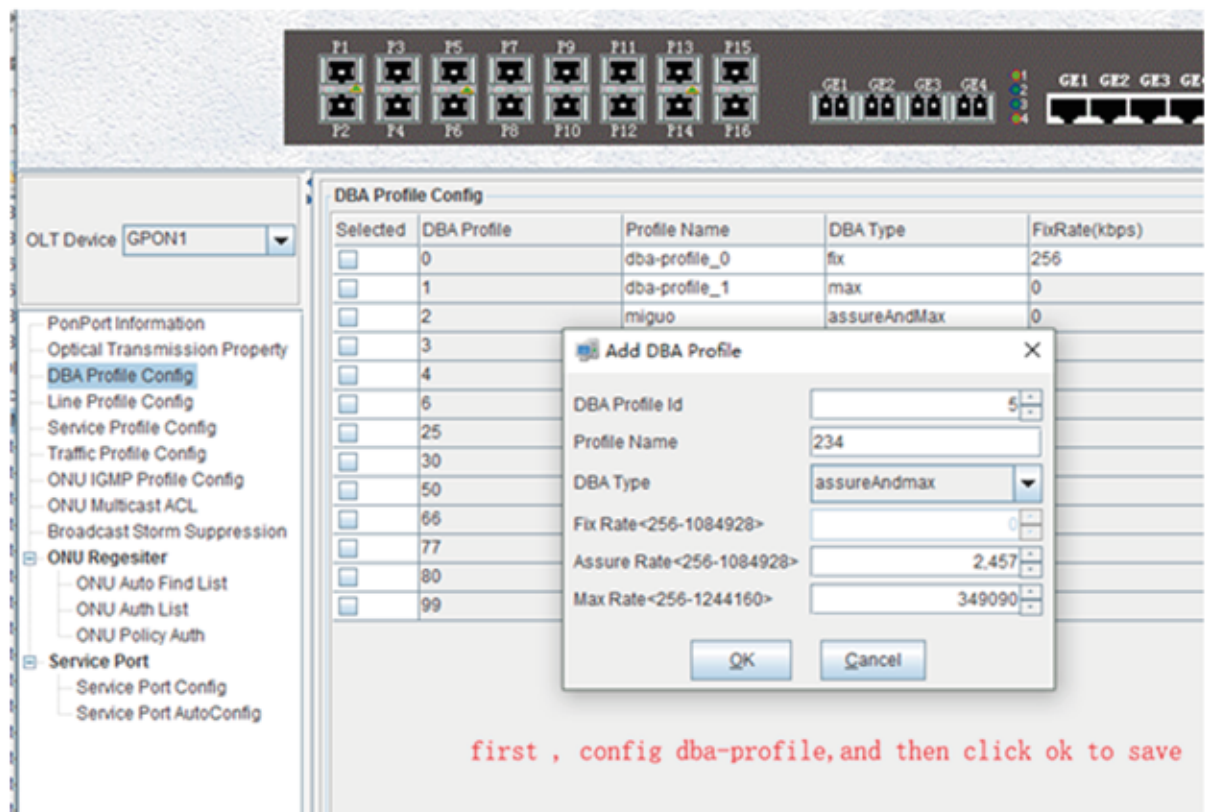 P1 P3 P5 P7 P9 P11 P13 P15
GE1 GE2 GE3 GE4
1
2
3
4
GE1 GE2 GE3
P2 P4 P6 P8 P10 P12 P14 P16
OLT Device GPON1
PonPort Information
Optical Transmission Property
DBA Profile Config
Line Profile Config
Service Profile Config
Traffic Profile Config
ONU IGMP Profile Config
ONU Multicast ACL
Broadcast Storm Suppression
ONU Regesiter
ONU Auto Find List
ONU Auth List
ONU Policy Auth
Service Port
Service Port Config
Service Port AutoConfig
DBA Profile Config
Selected DBA Profile Profile Name DBA Type FixRate(kbps)
0 dba-profile_0 fix 256
1 dba-profile_1 max 0
2 miguo assureAndMax 0
3
4
6
25
30
50
66
77
80
99
Add DBA Profile
DBA Profile Id 5
Profile Name 234
DBA Type assureAndmax
Fix Rate<256-1084928> 0
Assure Rate<256-1084928> 2,457
Max Rate<256-1244160> 349090
OK Cancel
first , config dba-profile,and then click ok to save